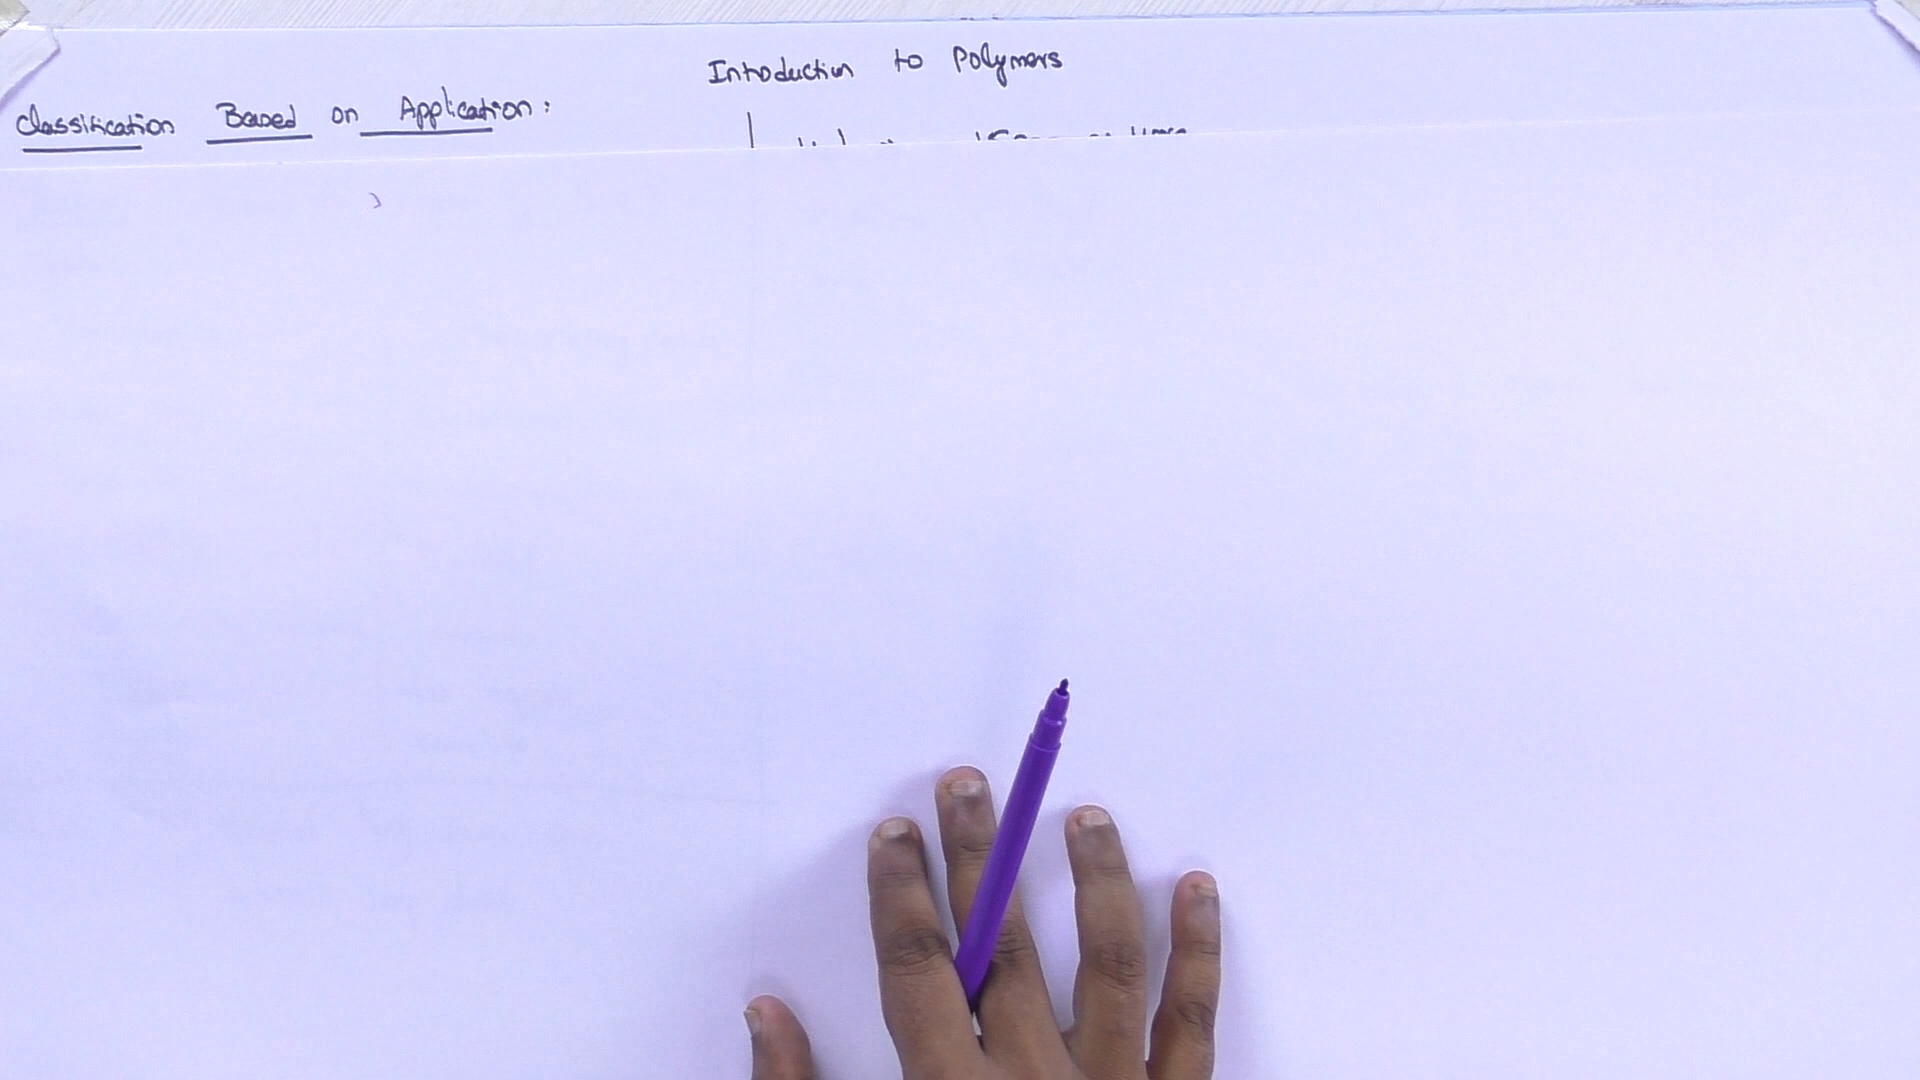 Introduction to Polymers
Classification Based on Application: